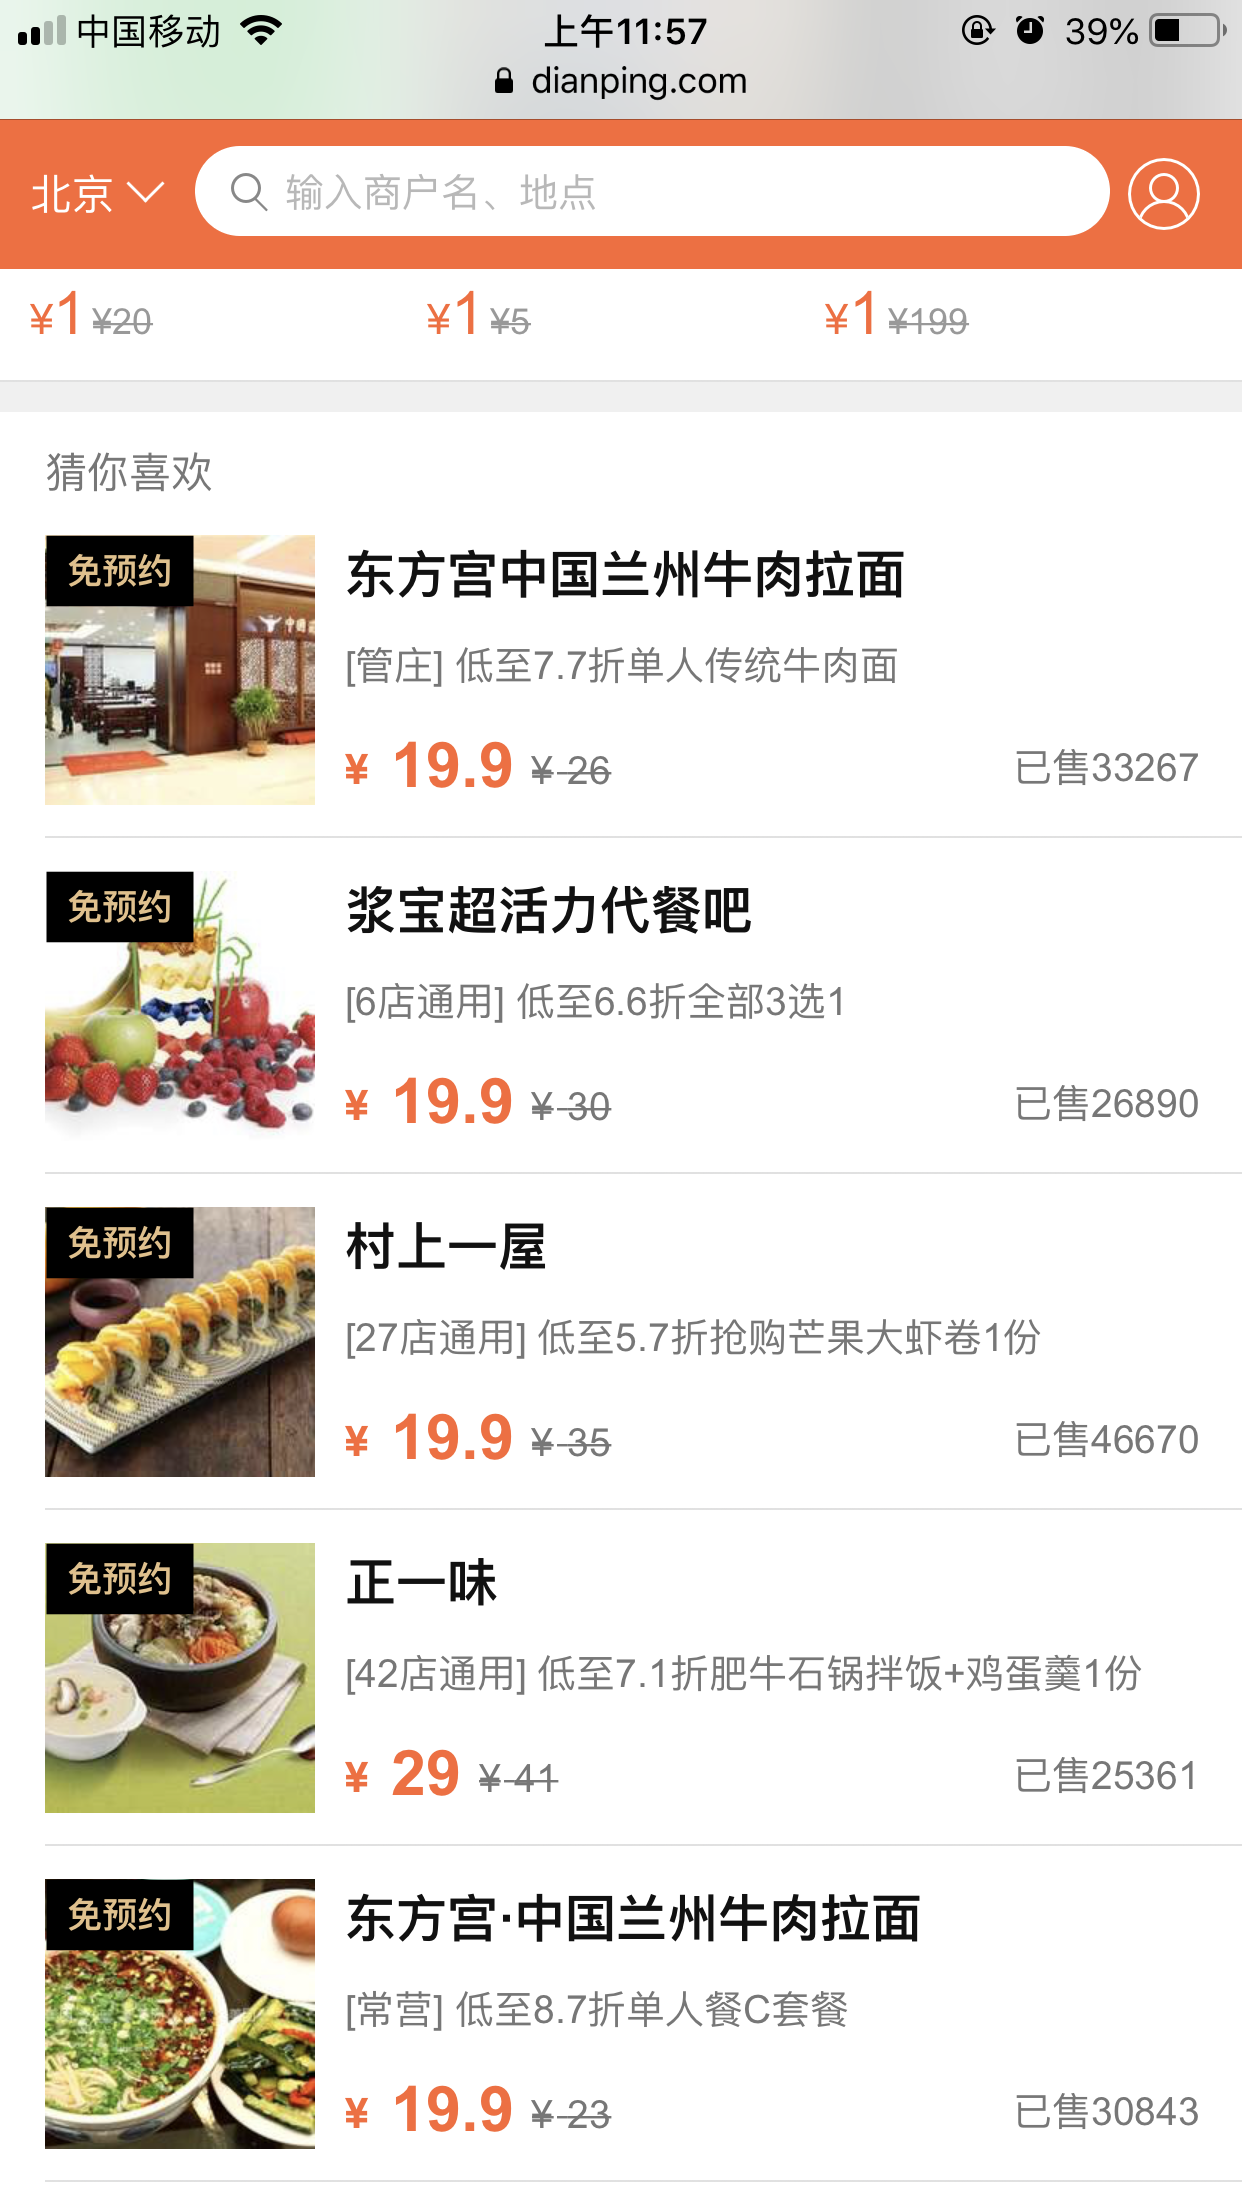 中国移动 上午11:57 39%
dianping.com
北京 输入商户名、地点
¥1 ¥20 ¥1 ¥5 ¥1 ¥199
猜你喜欢
免预约
东方宫中国兰州牛肉拉面
[管庄] 低至7.7折单人传统牛肉面
¥ 19.9 ¥ 26 已售33267
免预约
浆宝超活力代餐吧
[6店通用] 低至6.6折全部3选1
¥ 19.9 ¥ 30 已售26890
免预约
村上一屋
[27店通用] 低至5.7折抢购芒果大虾卷1份
¥ 19.9 ¥ 35 已售46670
免预约
正一味
[42店通用] 低至7.1折肥牛石锅拌饭+鸡蛋羹1份
¥ 29 ¥ 41 已售25361
免预约
东方宫·中国兰州牛肉拉面
[常营] 低至8.7折单人餐C套餐
¥ 19.9 ¥ 23 已售30843